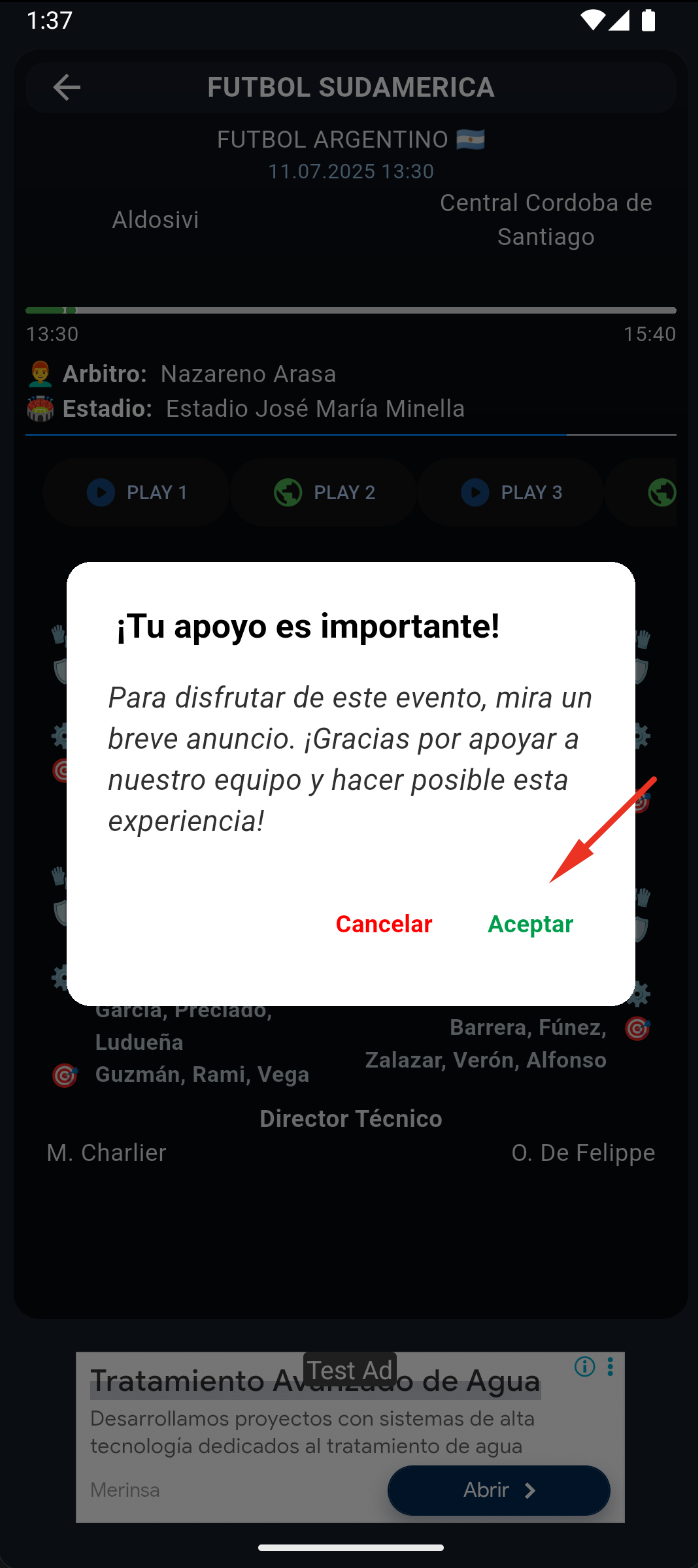 1:37
FUTBOL SUDAMERICA
FUTBOL ARGENTINO
11.07.2025 13:30
Aldosivi
Central Cordoba de
Santiago
13:30
15:40
Arbitro: Nazareno Arasa
Estadio: Estadio José María Minella
PLAY 1
PLAY 2
PLAY 3
¡Tu apoyo es importante!
Para disfrutar de este evento, mira un
breve anuncio. ¡Gracias por apoyar a
nuestro equipo y hacer posible esta
experiencia!
Cancelar
Aceptar
García, Preciado,
Ludueña
Guzmán, Rami, Vega
Barrera, Fúnez,
Zalazar, Verón, Alfonso
Director Técnico
M. Charlier
O. De Felippe
Test Ad
Tratamiento Avanzado de Agua
Desarrollamos proyectos con sistemas de alta
tecnología dedicados al tratamiento de agua
Merinsa
Abrir